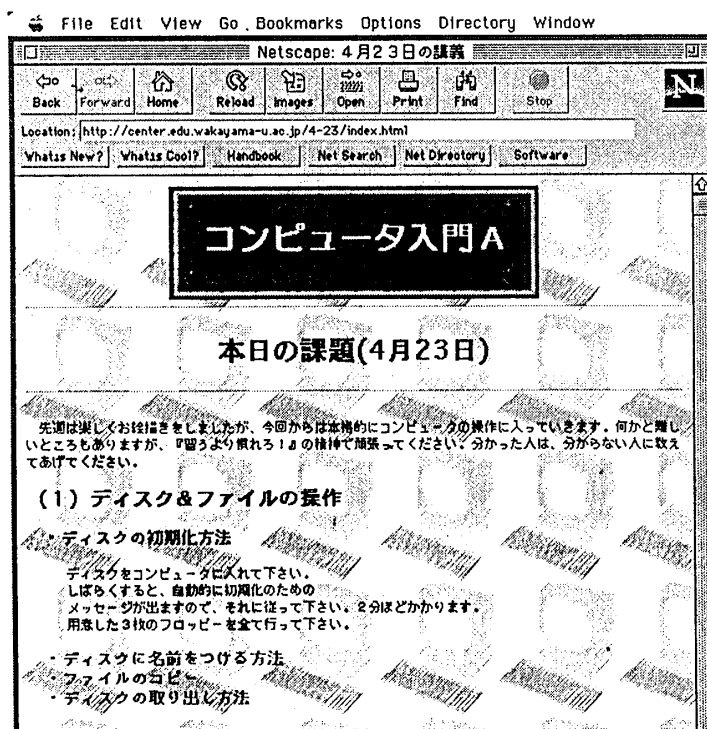 File Edit View Go Bookmarks Options Directory Window
Netscape: 4月23日の講義
Back Forward Home Reload Images Open Print Find Stop
N
Location: http://center.edu.wakayama-u.ac.jp/4-23/index.html
What's New? What's Cool? Handbook Net Search Net Directory Software
コンピュータ入門A
本日の課題(4月23日)
先週は楽しくお絵描きをしましたが、今回からは本格的にコンピュータの操作に入っていきます。何かと難し
いところもありますが、『習うより慣れろ!』の精神で頑張ってください。分かった人は、分からない人に教え
てあげてください。
(1)ディスク&ファイルの操作
・ディスクの初期化方法
ディスクをコンピュータに入れて下さい。
しばらくすると、自動的に初期化のための
メッセージが出ますので、それに従って下さい。2分ほどかかります。
用意した3枚のフロッピーを全て行って下さい。
・ディスクに名前をつける方法
・ファイルのコピー
・ディスクの取り出し方法